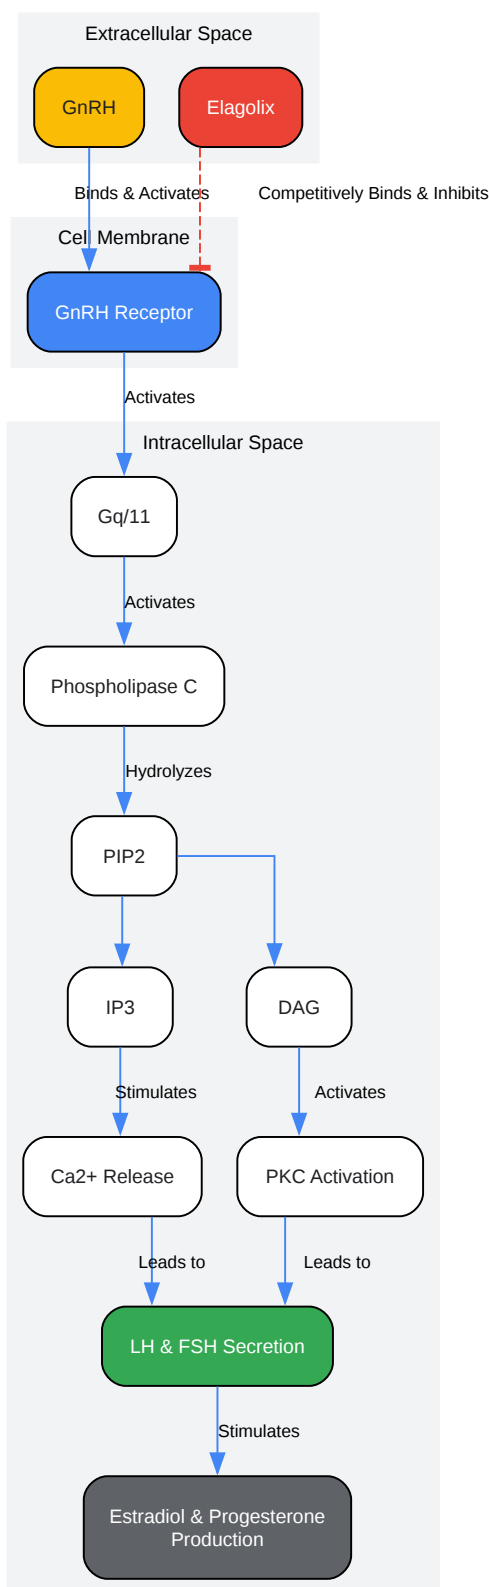 Extracellular Space
GnRH
Elagolix
Binds & Activates
Competitively Binds & Inhibits
Cell Membrane
GnRH Receptor
Activates
Intracellular Space
Gq/11
Activates
Phospholipase C
Hydrolyzes
PIP2
IP3
DAG
Stimulates
Activates
Ca2+ Release
PKC Activation
Leads to
Leads to
LH & FSH Secretion
Stimulates
Estradiol & Progesterone
Production